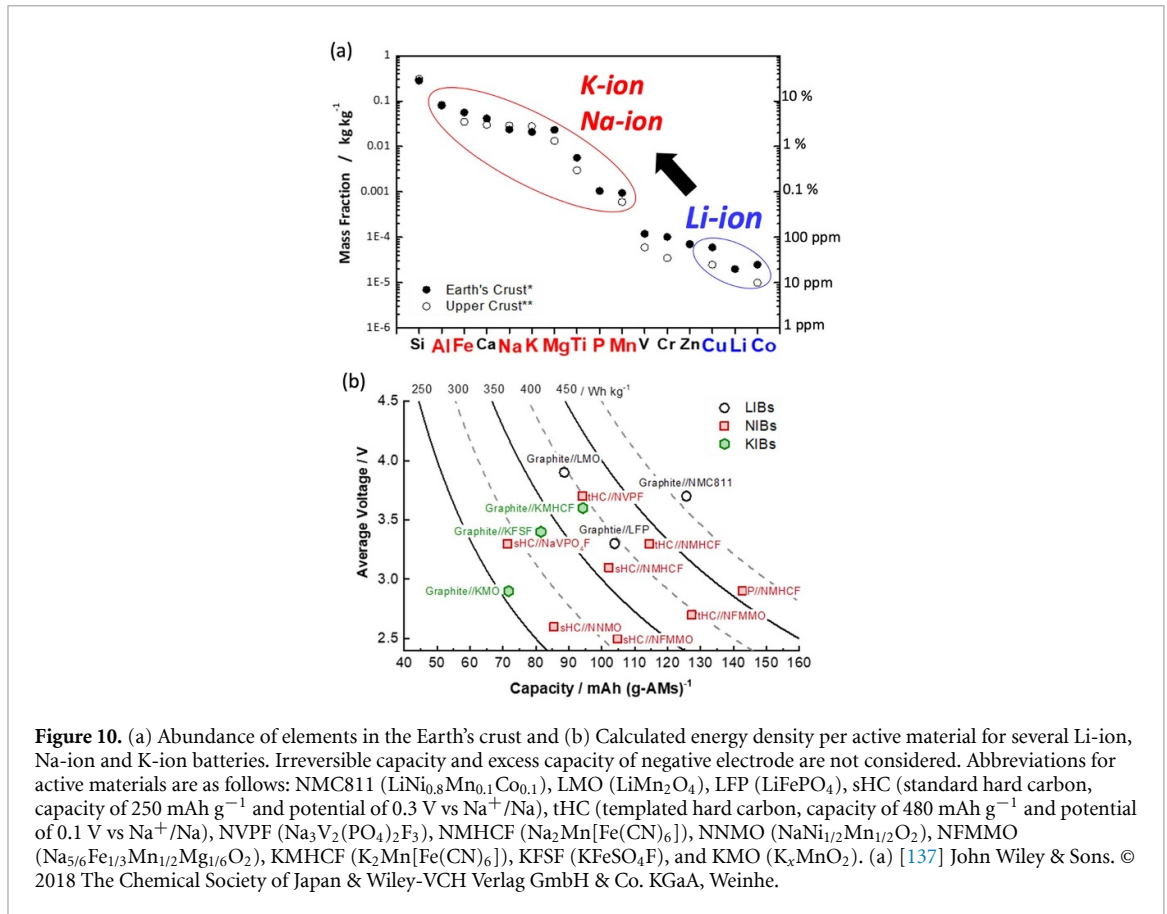 (a)
1
0.1
0.01
0.001
1E-4
1E-5
1E-6
Mass Fraction / kg kg⁻¹
10 %
1 %
0.1 %
100 ppm
10 ppm
1 ppm
K-ion
Na-ion
Li-ion
Earth's Crust*
Upper Crust**
Si Al Fe Ca Na K Mg Ti P Mn V Cr Zn Cu Li Co
(b)
250 300 350 400 450 / Wh kg⁻¹
4.5
4.0
3.5
3.0
2.5
Average Voltage / V
LIBs
NIBs
KIBs
Graphite//LMO
Graphite//NMC811
tHC//NVPF
Graphite//KMHCF
Graphite//KFSF
Graphtie//LFP
sHC//NaVPO₄F
tHC//NMHCF
sHC//NMHCF
Graphite//KMO
P//NMHCF
tHC//NFMMO
sHC//NNMO
sHC//NFMMO
40 50 60 70 80 90 100 110 120 130 140 150 160
Capacity / mAh (g-AMs)⁻¹
Figure 10. (a) Abundance of elements in the Earth's crust and (b) Calculated energy density per active material for several Li-ion,
Na-ion and K-ion batteries. Irreversible capacity and excess capacity of negative electrode are not considered. Abbreviations for
active materials are as follows: NMC811 (LiNi₀.₈Mn₀.₁Co₀.₁), LMO (LiMn₂O₄), LFP (LiFePO₄), sHC (standard hard carbon,
capacity of 250 mAh g⁻¹ and potential of 0.3 V vs Na⁺/Na), tHC (templated hard carbon, capacity of 480 mAh g⁻¹ and potential
of 0.1 V vs Na⁺/Na), NVPF (Na₃V₂(PO₄)₂F₃), NMHCF (Na₂Mn[Fe(CN)₆]), NNMO (NaNi₁/₂Mn₁/₂O₂), NFMMO
(Na₅/₆Fe₁/₃Mn₁/₂Mg₁/₆O₂), KMHCF (K₂Mn[Fe(CN)₆]), KFSF (KFeSO₄F), and KMO (KₓMnO₂). (a) [137] John Wiley & Sons. ©
2018 The Chemical Society of Japan & Wiley-VCH Verlag GmbH & Co. KGaA, Weinhe.